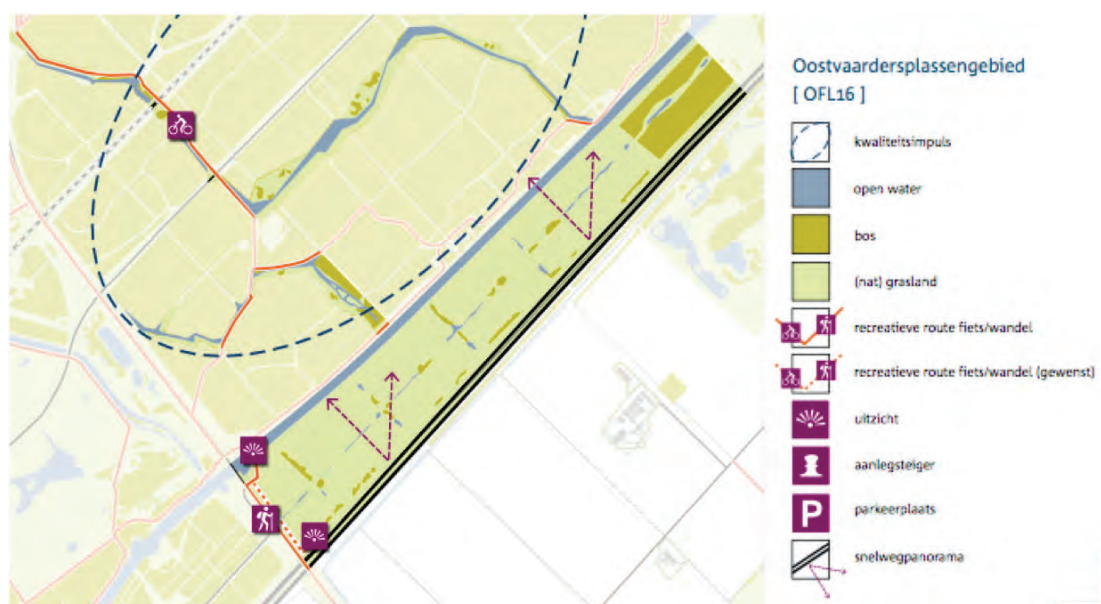 Oostvaardersplassengebied
[ OFL16 ]
kwaliteitsimpuls
open water
bos
(nat) grasland
recreatieve route fiets/wandel
recreatieve route fiets/wandel (gewenst)
uitzicht
aanlegsteiger
P parkeerplaats
snelwegpanorama